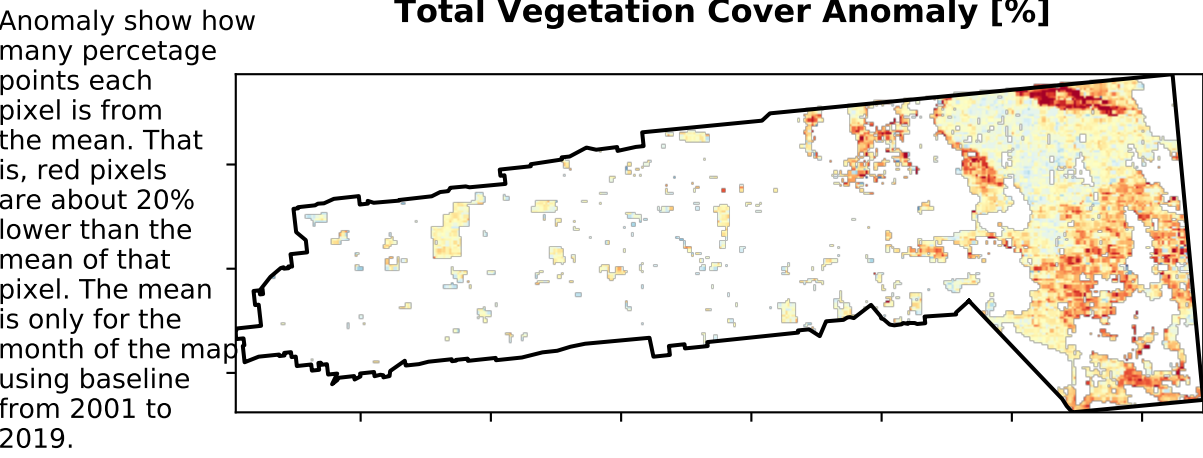 Total Vegetation Cover Anomaly [%]
Anomaly show how
many percetage
points each
pixel is from
the mean. That
is, red pixels
are about 20%
lower than the
mean of that
pixel. The mean
is only for the
month of the map
using baseline
from 2001 to
2019.